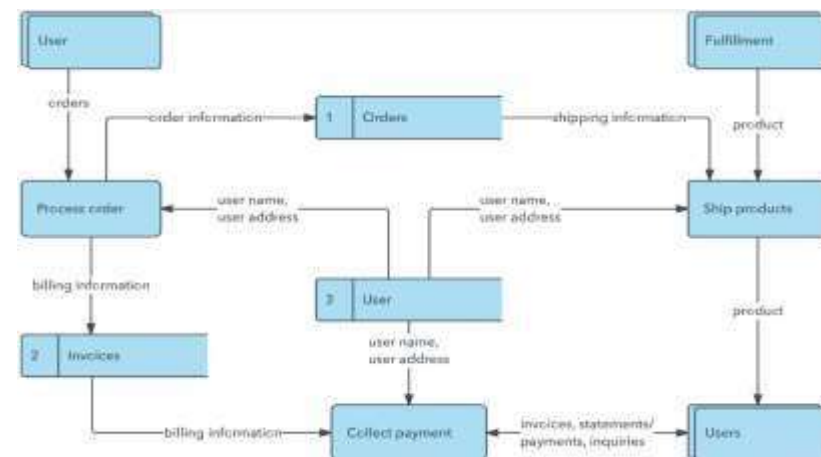 User
Fulfillment
orders
order information
1 Orders
shipping information
product
Process order
user name,
user address
user name,
user address
Ship products
billing information
3 User
product
2 Invoices
user name,
user address
billing information
Collect payment
invoices, statements/
payments, inquiries
Users